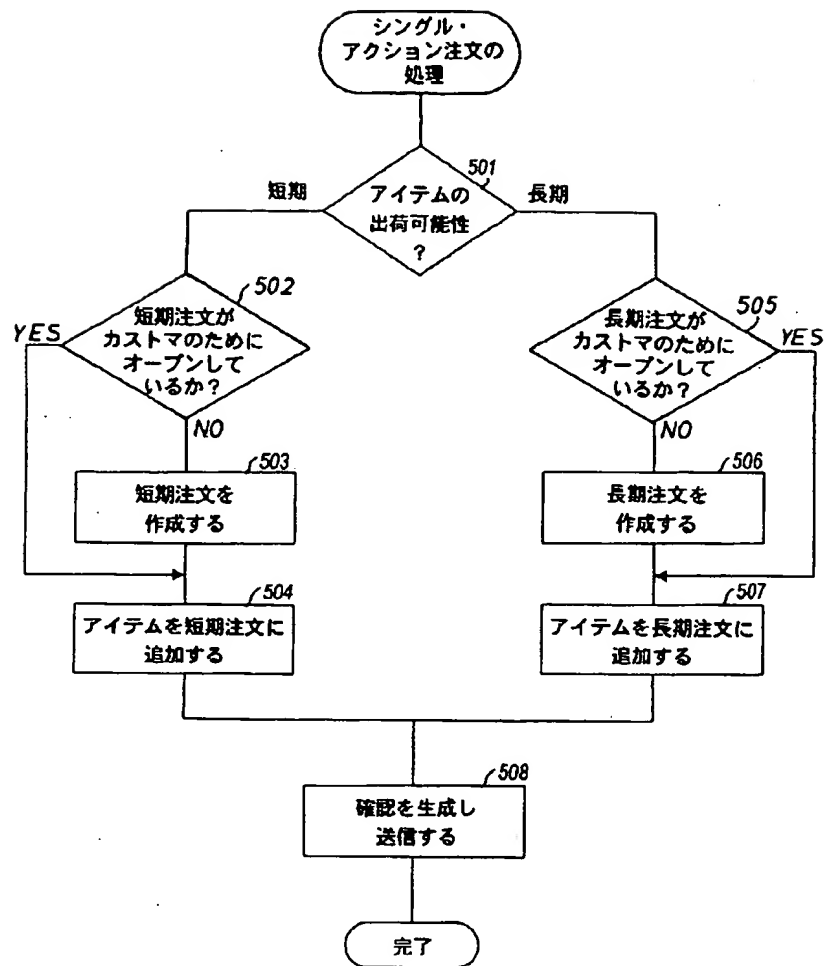 シングル・
アクション注文の
処理
501
短期
アイテムの
出荷可能性
?
長期
502
短期注文が
カストマのために
オープンして
いるか?
YES
NO
505
長期注文が
カストマのために
オープンして
いるか?
YES
NO
503
短期注文を
作成する
506
長期注文を
作成する
504
アイテムを短期注文に
追加する
507
アイテムを長期注文に
追加する
508
確認を生成し
送信する
完了